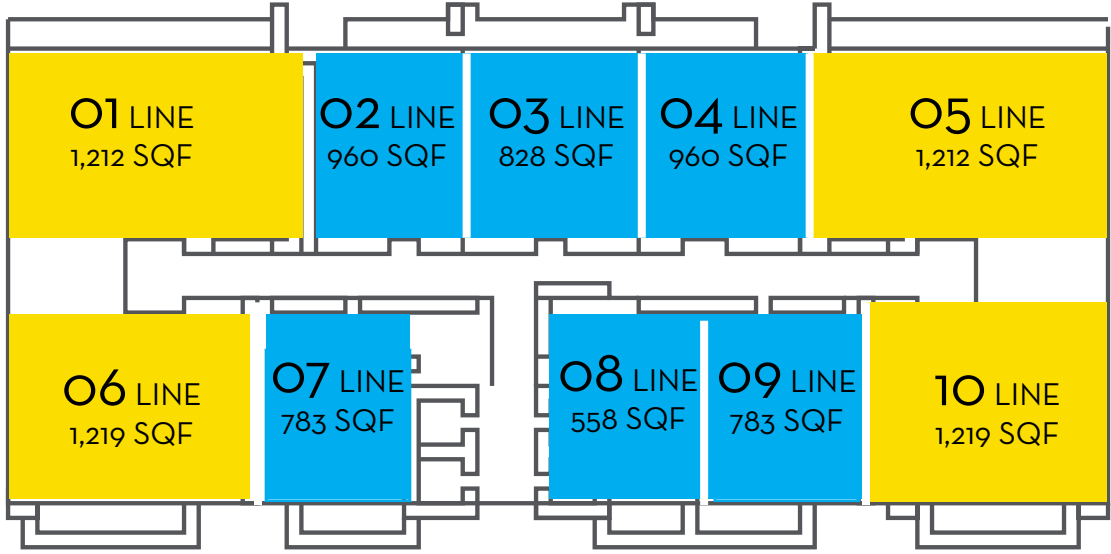 01 LINE
1,212 SQF
02 LINE
960 SQF
03 LINE
828 SQF
04 LINE
960 SQF
05 LINE
1,212 SQF
06 LINE
1,219 SQF
07 LINE
783 SQF
08 LINE
558 SQF
09 LINE
783 SQF
10 LINE
1,219 SQF